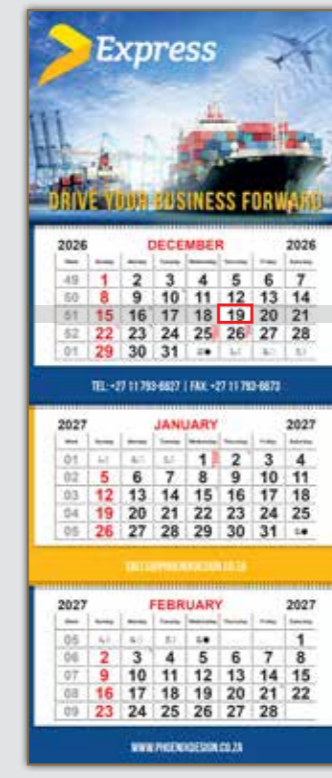 Express
DRIVE YOUR BUSINESS FORWARD
2026 DECEMBER 2026
49 1 2 3 4 5 6 7
50 8 9 10 11 12 13 14
51 15 16 17 18 19 20 21
52 22 23 24 25 26 27 28
01 29 30 31
TEL: +27 11 793-6627 | FAX: +27 11 793-6673
2027 JANUARY 2027
01 1 2 3 4
02 5 6 7 8 9 10 11
03 12 13 14 15 16 17 18
04 19 20 21 22 23 24 25
05 26 27 28 29 30 31
2027 FEBRUARY 2027
05 1
06 2 3 4 5 6 7 8
07 9 10 11 12 13 14 15
08 16 17 18 19 20 21 22
09 23 24 25 26 27 28
WWW.PHOENIXDESIGN.CO.ZA